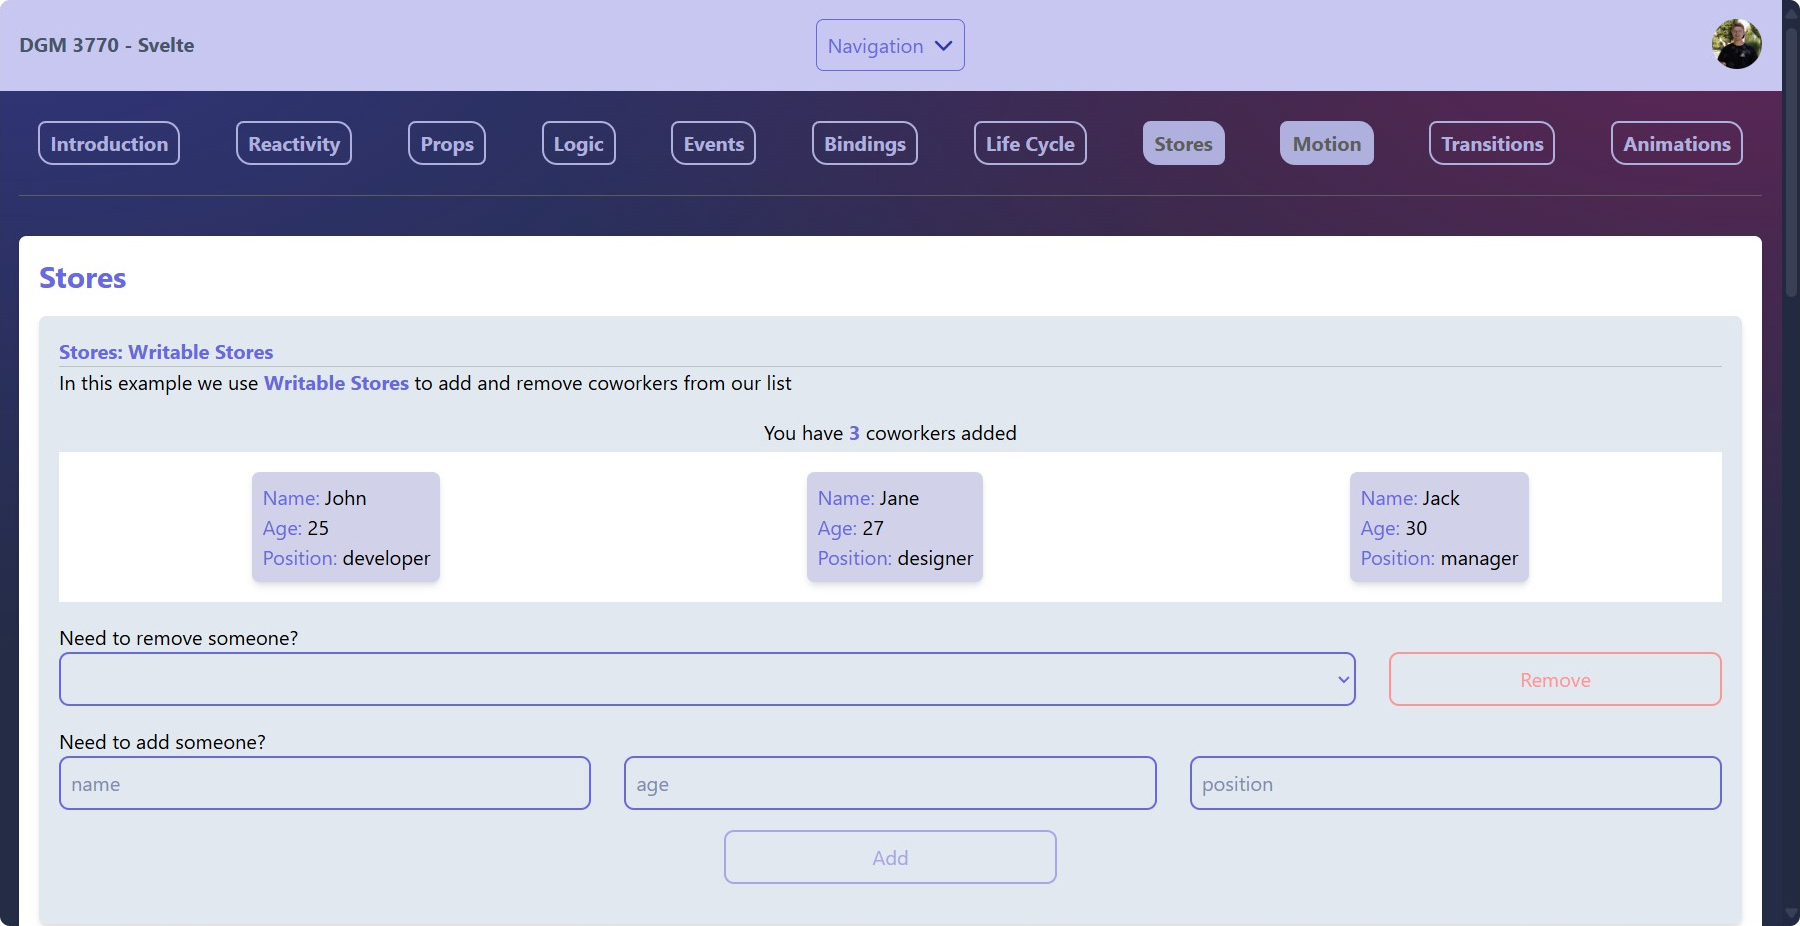 DGM 3770 - Svelte
Navigation
Introduction
Reactivity
Props
Logic
Events
Bindings
Life Cycle
Stores
Motion
Transitions
Animations
Stores
Stores: Writable Stores
In this example we use Writable Stores to add and remove coworkers from our list
You have 3 coworkers added
Name: John
Age: 25
Position: developer
Name: Jane
Age: 27
Position: designer
Name: Jack
Age: 30
Position: manager
Need to remove someone?
Remove
Need to add someone?
name
age
position
Add